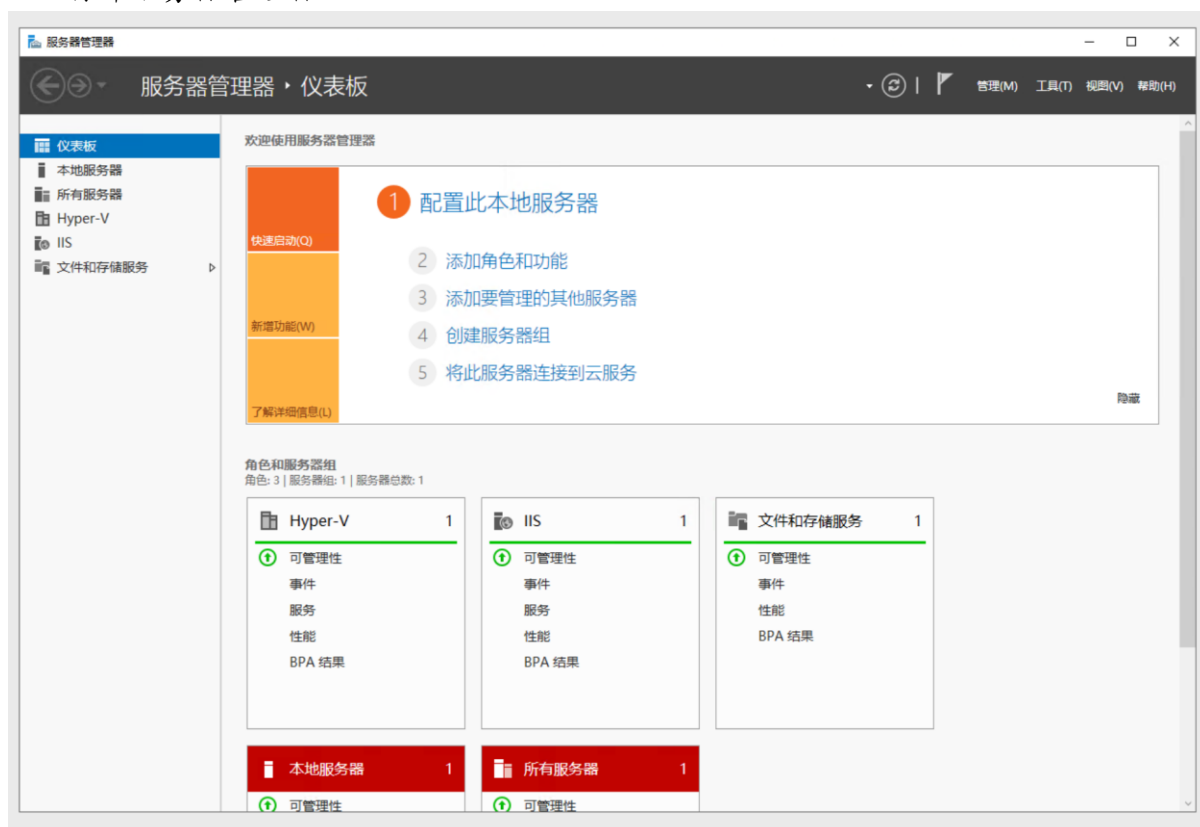 服务器管理器
服务器管理器 · 仪表板
管理(M) 工具(T) 视图(V) 帮助(H)
仪表板
本地服务器
所有服务器
Hyper-V
IIS
文件和存储服务
欢迎使用服务器管理器
快速启动(Q)
新增功能(W)
了解详细信息(L)
1 配置此本地服务器
2 添加角色和功能
3 添加要管理的其他服务器
4 创建服务器组
5 将此服务器连接到云服务
隐藏
角色和服务器组
角色: 3 | 服务器组: 1 | 服务器总数: 1
Hyper-V 1
可管理性
事件
服务
性能
BPA 结果
IIS 1
可管理性
事件
服务
性能
BPA 结果
文件和存储服务 1
可管理性
事件
性能
BPA 结果
本地服务器 1
可管理性
所有服务器 1
可管理性